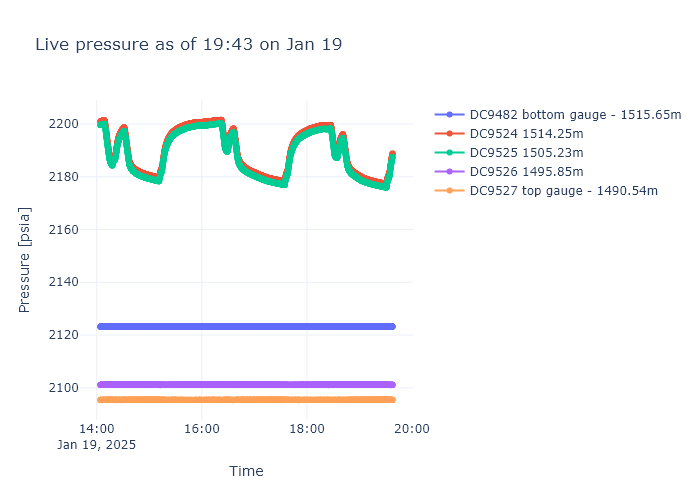 Live pressure as of 19:43 on Jan 19
Pressure [psia]
2200
2180
2160
2140
2120
2100
14:00
Jan 19, 2025
16:00
18:00
20:00
Time
DC9482 bottom gauge - 1515.65m
DC9524 1514.25m
DC9525 1505.23m
DC9526 1495.85m
DC9527 top gauge - 1490.54m